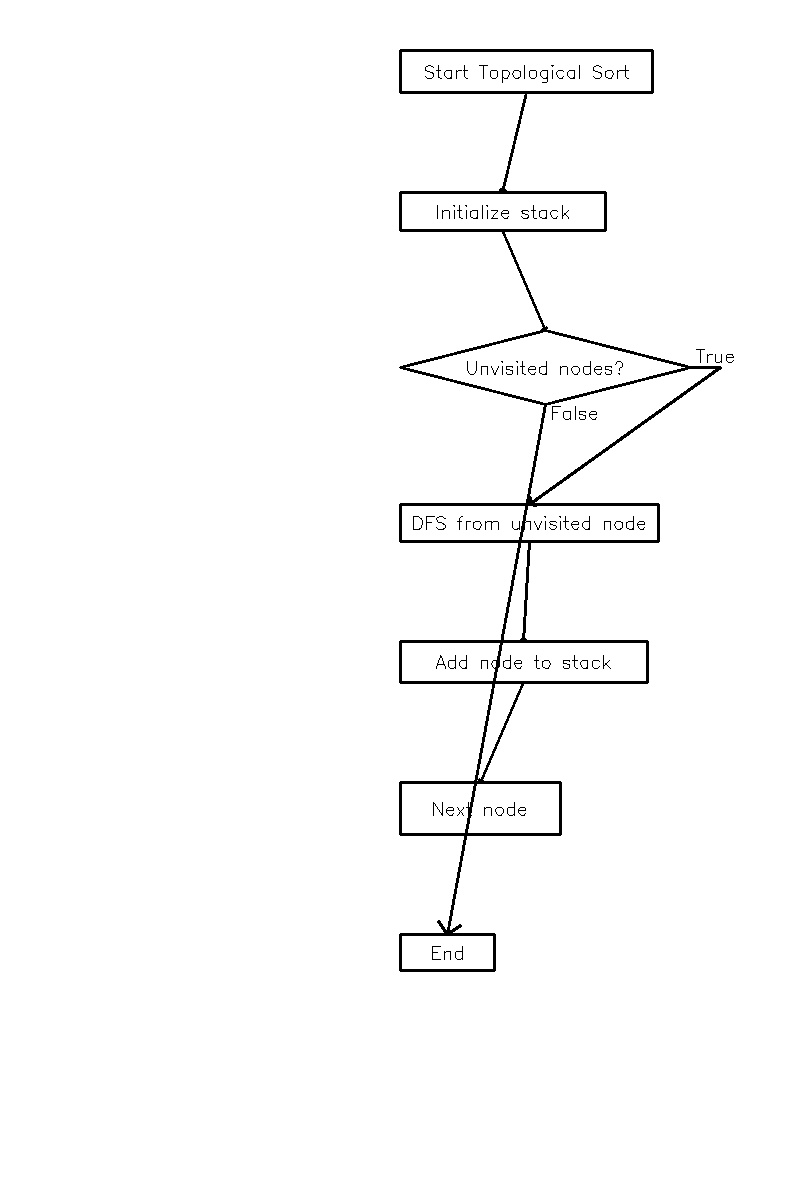 Start Topological Sort
Initialize stack
Unvisited nodes?
True
False
DFS from unvisited node
Add node to stack
Next node
End